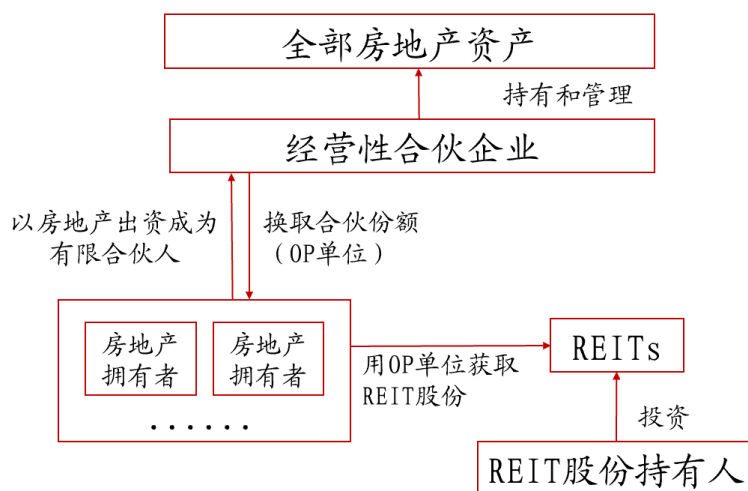 全部房地产资产
持有和管理
经营性合伙企业
以房地产出资成为
有限合伙人
换取合伙份额
（OP单位）
房地产
拥有者
房地产
拥有者
......
用OP单位获取
REIT股份
REITs
投资
REIT股份持有人